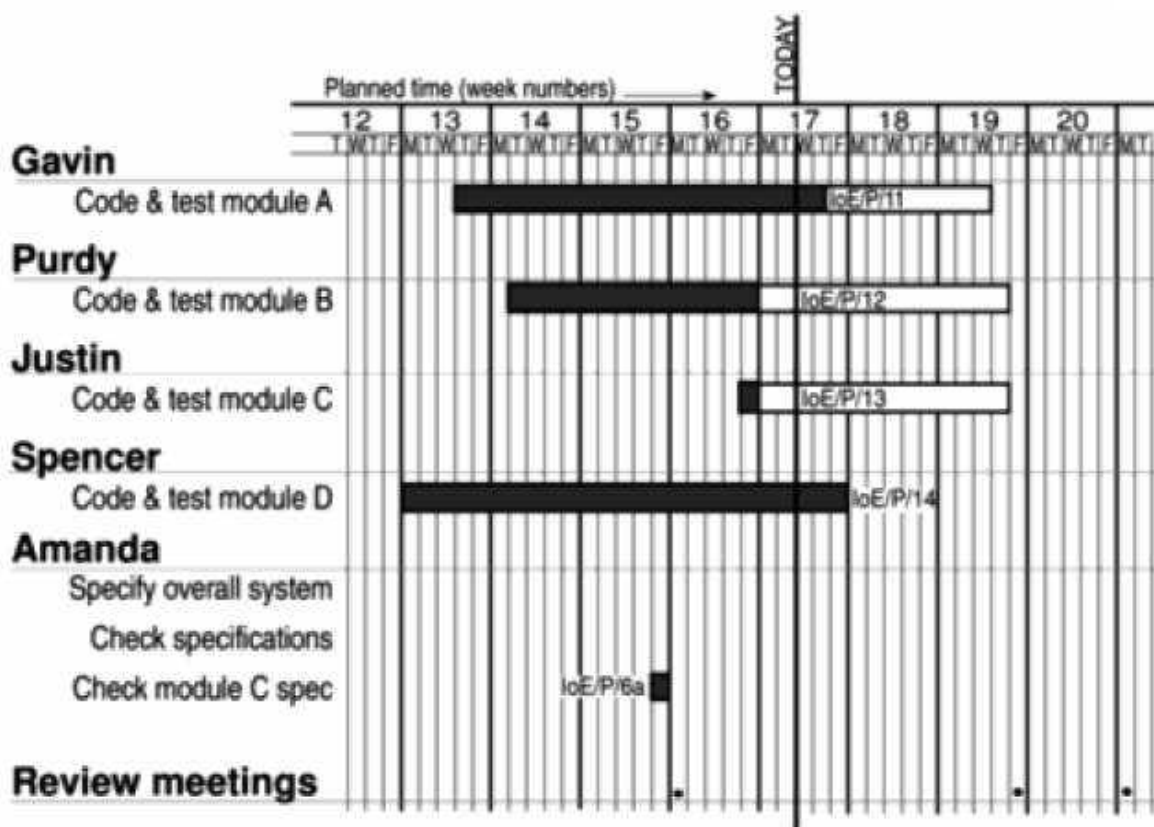 TODAY
Planned time (week numbers)
12 13 14 15 16 17 18 19 20
T W T F M T W T F M T W T F M T W T F M T W T F M T W T F M T W T F M T W T F M T W T F M T
Gavin
Code & test module A IoE/P/11
Purdy
Code & test module B IoE/P/12
Justin
Code & test module C IoE/P/13
Spencer
Code & test module D IoE/P/14
Amanda
Specify overall system
Check specifications
Check module C spec IoE/P/6a
Review meetings